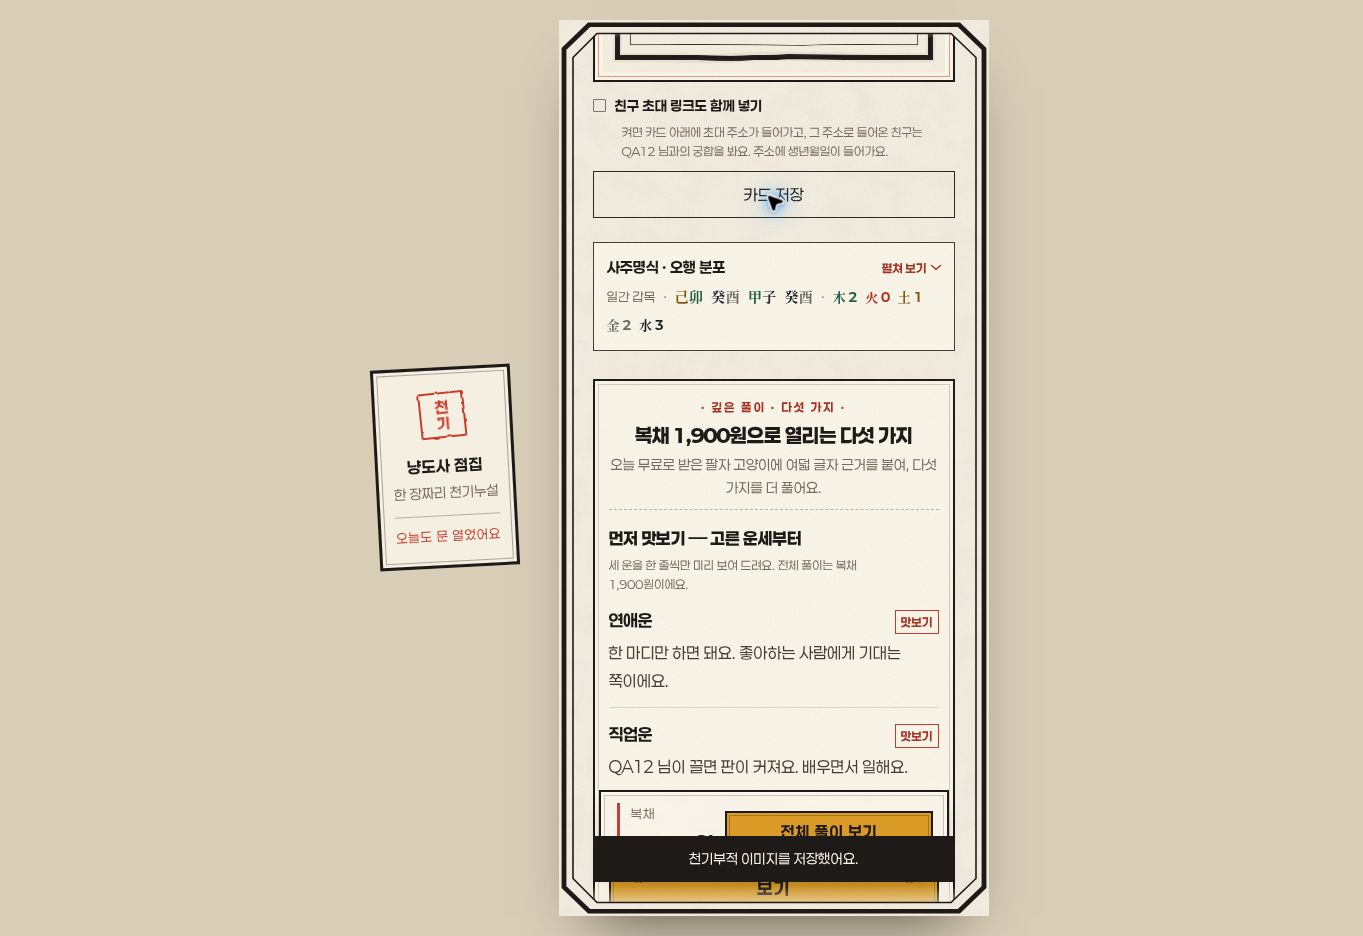 친구 초대 링크도 함께 넣기
켜면 카드 아래에 초대 주소가 들어가고, 그 주소로 들어온 친구는
QA12 님과의 궁합을 봐요. 주소에 생년월일이 들어가요.
카드 저장
사주명식 · 오행 분포 펼쳐 보기
일간 갑목 · 己卯 癸酉 甲子 癸酉 · 木 2 火 0 土 1
金 2 水 3
천
기
냥도사 점집
한 장짜리 천기누설
오늘도 문 열었어요
· 깊은 풀이 · 다섯 가지 ·
복채 1,900원으로 열리는 다섯 가지
오늘 무료로 받은 팔자 고양이에 여덟 글자 근거를 붙여, 다섯
가지를 더 풀어요.
먼저 맛보기 — 고른 운세부터
세 운을 한 줄씩만 미리 보여 드려요. 전체 풀이는 복채
1,900원이에요.
연애운 맛보기
한 마디만 하면 돼요. 좋아하는 사람에게 기대는
쪽이에요.
직업운 맛보기
QA12 님이 끌면 판이 커져요. 배우면서 일해요.
복채
전체 풀이 보기
천기부적 이미지를 저장했어요.
보기